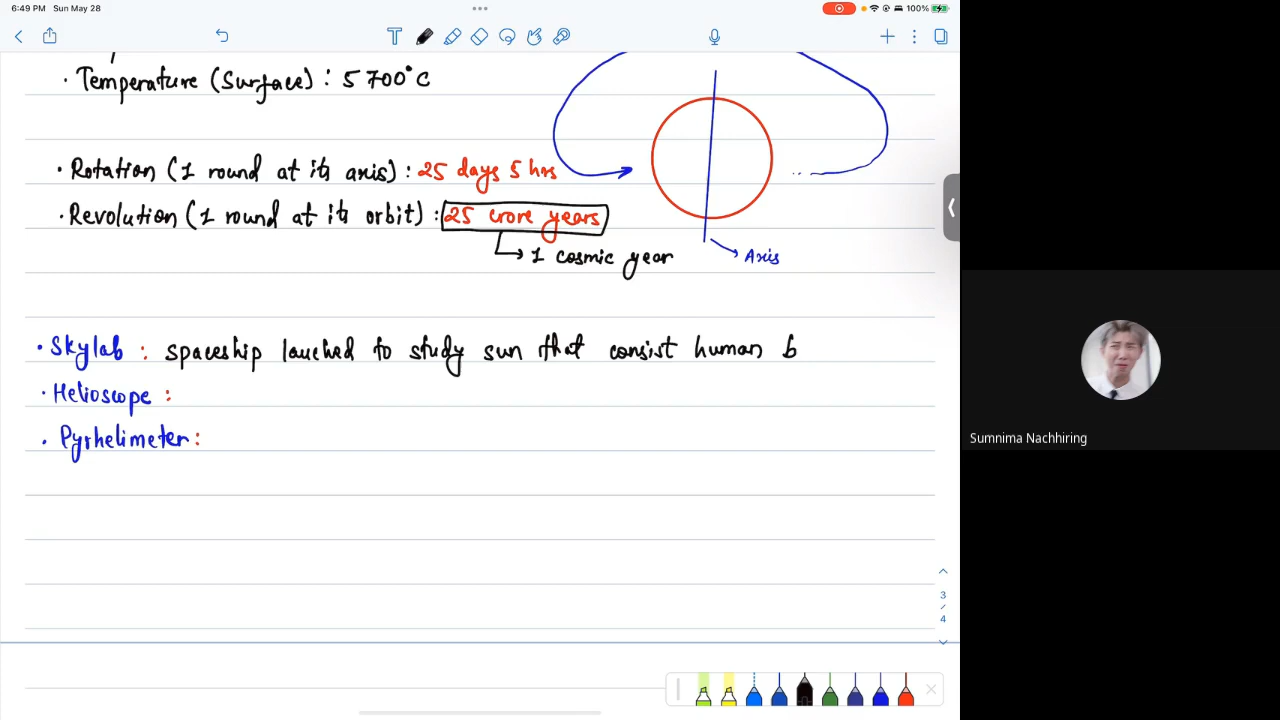 6:49 PM Sun May 28
100%
· Temperature (Surface) : 5700°C
· Rotation (1 round at its axis) : 25 days 5 hrs
· Revolution (1 round at its orbit) : 25 crore years
→ 1 cosmic year
Axis
· Skylab : spaceship lauched to study sun that consist human b
· Helioscope :
· Pyrhelimeter :
3
/
4
Sumnima Nachhiring